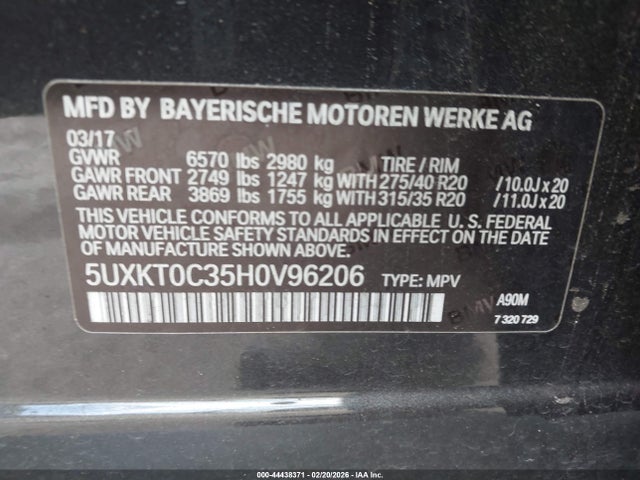 MFD BY BAYERISCHE MOTOREN WERKE AG
03/17
GVWR 6570 lbs 2980 kg TIRE / RIM
GAWR FRONT 2749 lbs 1247 kg WITH 275/40 R20 / 10.0J x 20
GAWR REAR 3869 lbs 1755 kg WITH 315/35 R20 / 11.0J x 20
THIS VEHICLE CONFORMS TO ALL APPLICABLE U. S. FEDERAL
MOTOR VEHICLE SAFETY STANDARDS IN EFFECT ON THE DATE
OF MANUFACTURE SHOWN ABOVE.
5UXKT0C35H0V96206 TYPE: MPV
A90M
7 320 729
000 - 44438371 - 02/20/2026 - IAA Inc.